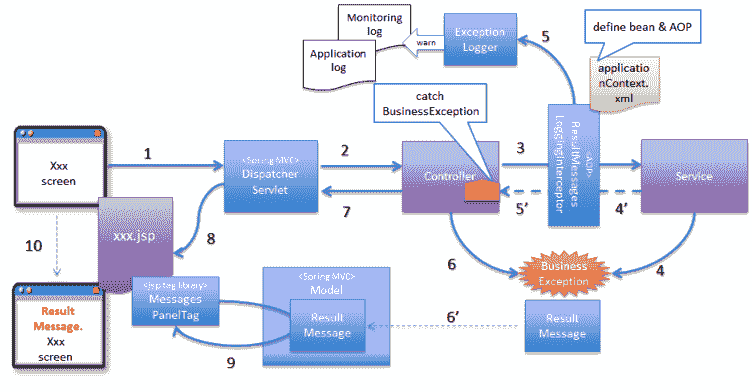 Monitoring
log
Application
log
warn
Exception
Logger
5
define bean & AOP
applicatio
nContext.
xml
catch
BusinessException
Xxx
screen
1
<Spring MVC>
Dispatcher
Servlet
2
Controller
3
<AOP>
ResultMessages
LoggingInterceptor
Service
7
5'
4'
8
xxx.jsp
10
6
Business
Exception
4
Result
Message.
Xxx
screen
<jsp tag library>
Messages
PanelTag
9
<Spring MVC>
Model
Result
Message
6'
Result
Message